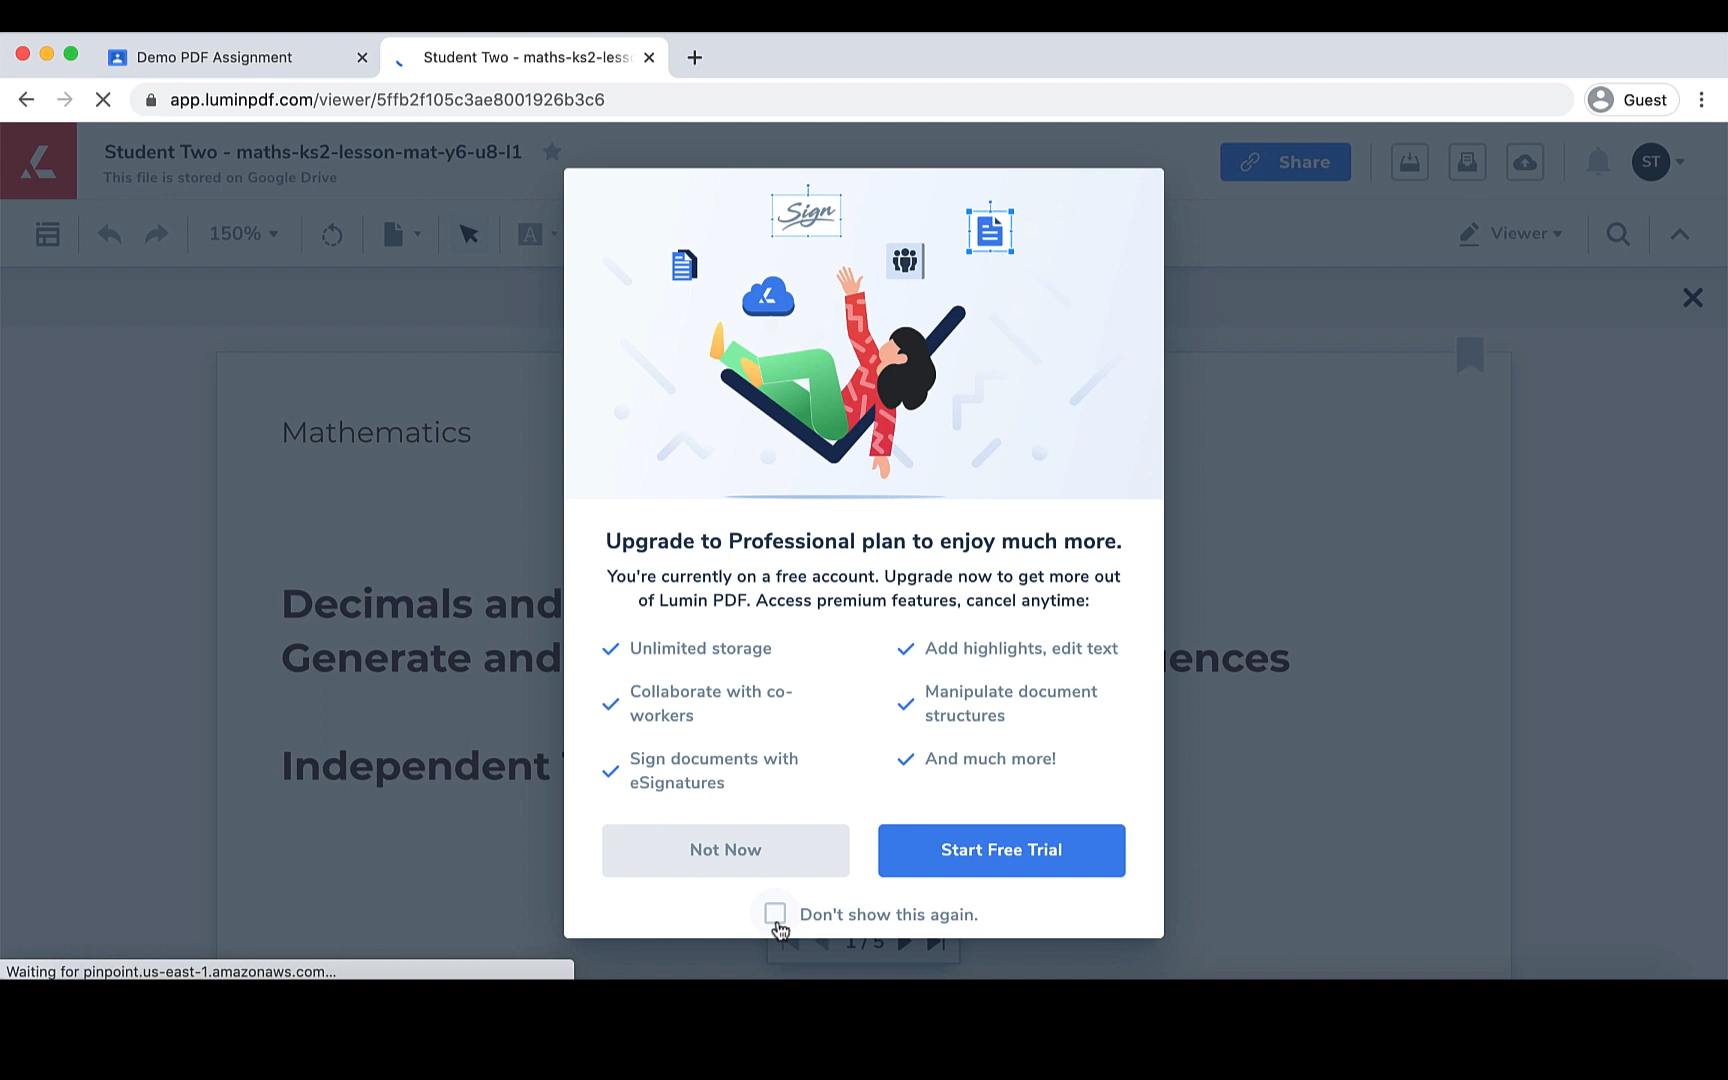 Demo PDF Assignment
Student Two - maths-ks2-less
app.luminpdf.com/viewer/5ffb2f105c3ae8001926b3c6
Guest
Student Two - maths-ks2-lesson-mat-y6-u8-l1
This file is stored on Google Drive
Share
ST
150%
A
Viewer
Sign
Mathematics
Decimals and
Generate and
ences
Independent
Upgrade to Professional plan to enjoy much more.
You're currently on a free account. Upgrade now to get more out
of Lumin PDF. Access premium features, cancel anytime:
Unlimited storage
Add highlights, edit text
Collaborate with co-
workers
Manipulate document
structures
Sign documents with
eSignatures
And much more!
Not Now
Start Free Trial
Don't show this again.
1 / 5
Waiting for pinpoint.us-east-1.amazonaws.com...